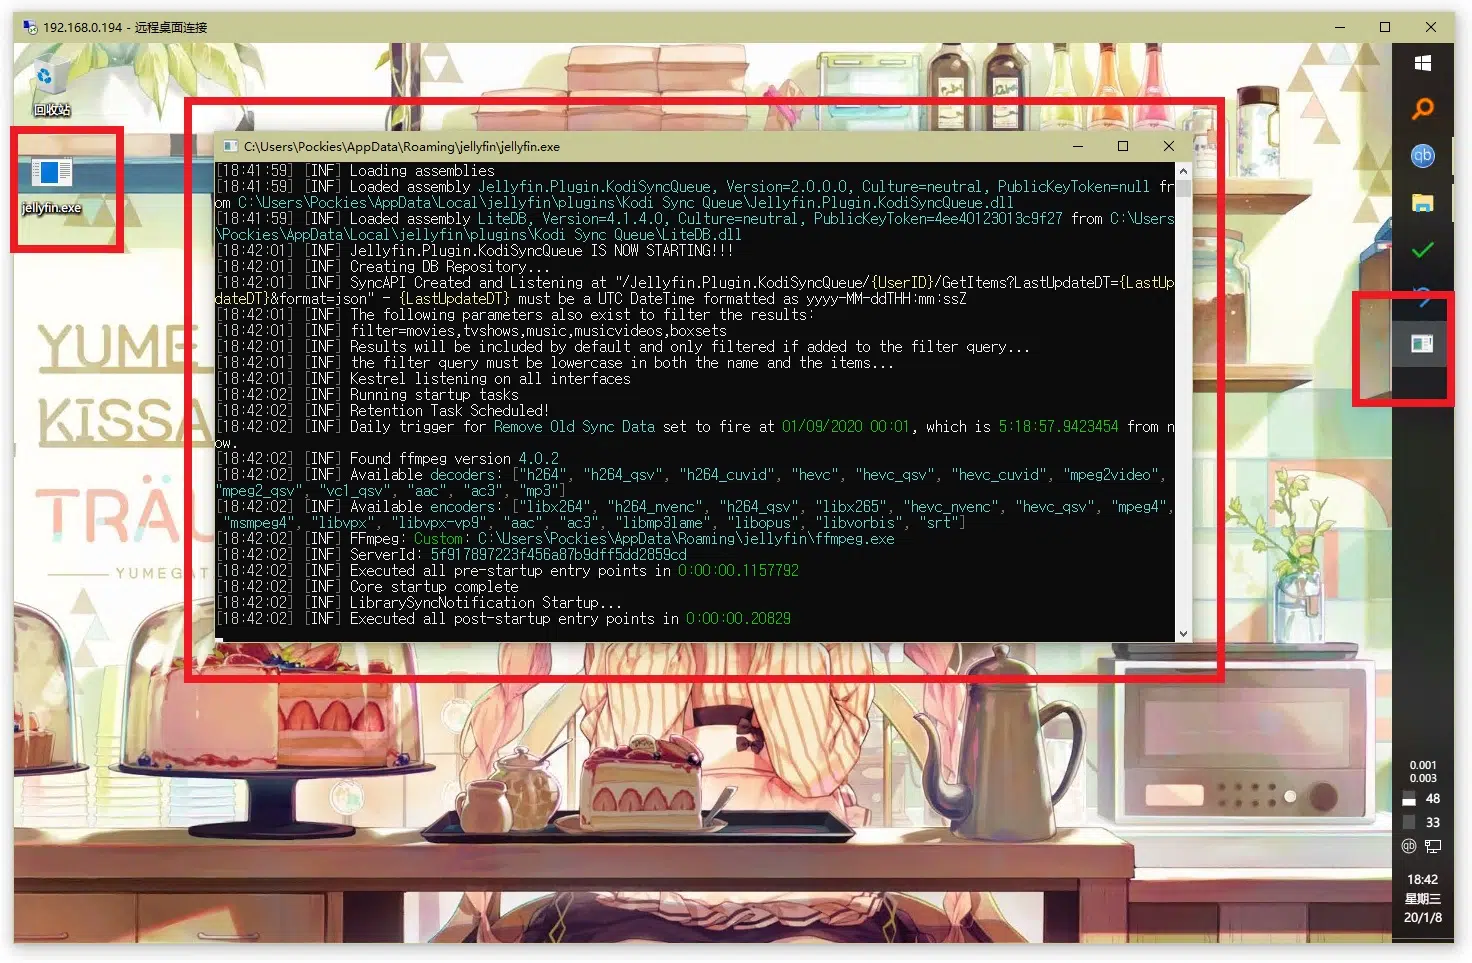 192.168.0.194 - 远程桌面连接
回收站
jellyfin.exe
C:\Users\Pockies\AppData\Roaming\jellyfin\jellyfin.exe
[18:41:59] [INF] Loading assemblies
[18:41:59] [INF] Loaded assembly Jellyfin.Plugin.KodiSyncQueue, Version=2.0.0.0, Culture=neutral, PublicKeyToken=null fr
om C:\Users\Pockies\AppData\Local\jellyfin\plugins\Kodi Sync Queue\Jellyfin.Plugin.KodiSyncQueue.dll
[18:41:59] [INF] Loaded assembly LiteDB, Version=4.1.4.0, Culture=neutral, PublicKeyToken=4ee40123013c9f27 from C:\Users
\Pockies\AppData\Local\jellyfin\plugins\Kodi Sync Queue\LiteDB.dll
[18:42:01] [INF] Jellyfin.Plugin.KodiSyncQueue IS NOW STARTING!!!
[18:42:01] [INF] Creating DB Repository...
[18:42:01] [INF] SyncAPI Created and Listening at "/Jellyfin.Plugin.KodiSyncQueue/{UserID}/GetItems?LastUpdateDT={LastUp
dateDT}&format=json" - {LastUpdateDT} must be a UTC DateTime formatted as yyyy-MM-ddTHH:mm:ssZ
[18:42:01] [INF] The following parameters also exist to filter the results:
[18:42:01] [INF] filter=movies,tvshows,music,musicvideos,boxsets
[18:42:01] [INF] Results will be included by default and only filtered if added to the filter query...
[18:42:01] [INF] the filter query must be lowercase in both the name and the items...
[18:42:01] [INF] Kestrel listening on all interfaces
[18:42:02] [INF] Running startup tasks
[18:42:02] [INF] Retention Task Scheduled!
[18:42:02] [INF] Daily trigger for Remove Old Sync Data set to fire at 01/09/2020 00:01, which is 5:18:57.9423454 from n
ow.
[18:42:02] [INF] Found ffmpeg version 4.0.2
[18:42:02] [INF] Available decoders: ["h264", "h264_qsv", "h264_cuvid", "hevc", "hevc_qsv", "hevc_cuvid", "mpeg2video",
"mpeg2_qsv", "vc1_qsv", "aac", "ac3", "mp3"]
[18:42:02] [INF] Available encoders: ["libx264", "h264_nvenc", "h264_qsv", "libx265", "hevc_nvenc", "hevc_qsv", "mpeg4",
"msmpeg4", "libvpx", "libvpx-vp9", "aac", "ac3", "libmp3lame", "libopus", "libvorbis", "srt"]
[18:42:02] [INF] FFmpeg: Custom: C:\Users\Pockies\AppData\Roaming\jellyfin\ffmpeg.exe
[18:42:02] [INF] ServerId: 5f917897223f456a87b9dff5dd2859cd
[18:42:02] [INF] Executed all pre-startup entry points in 0:00:00.1157792
[18:42:02] [INF] Core startup complete
[18:42:02] [INF] LibrarySyncNotification Startup...
[18:42:02] [INF] Executed all post-startup entry points in 0:00:00.20829
YUME
KISSA
TRÄU
YUMEGAT
qb
0.001
0.003
48
33
qb
18:42
星期三
20/1/8